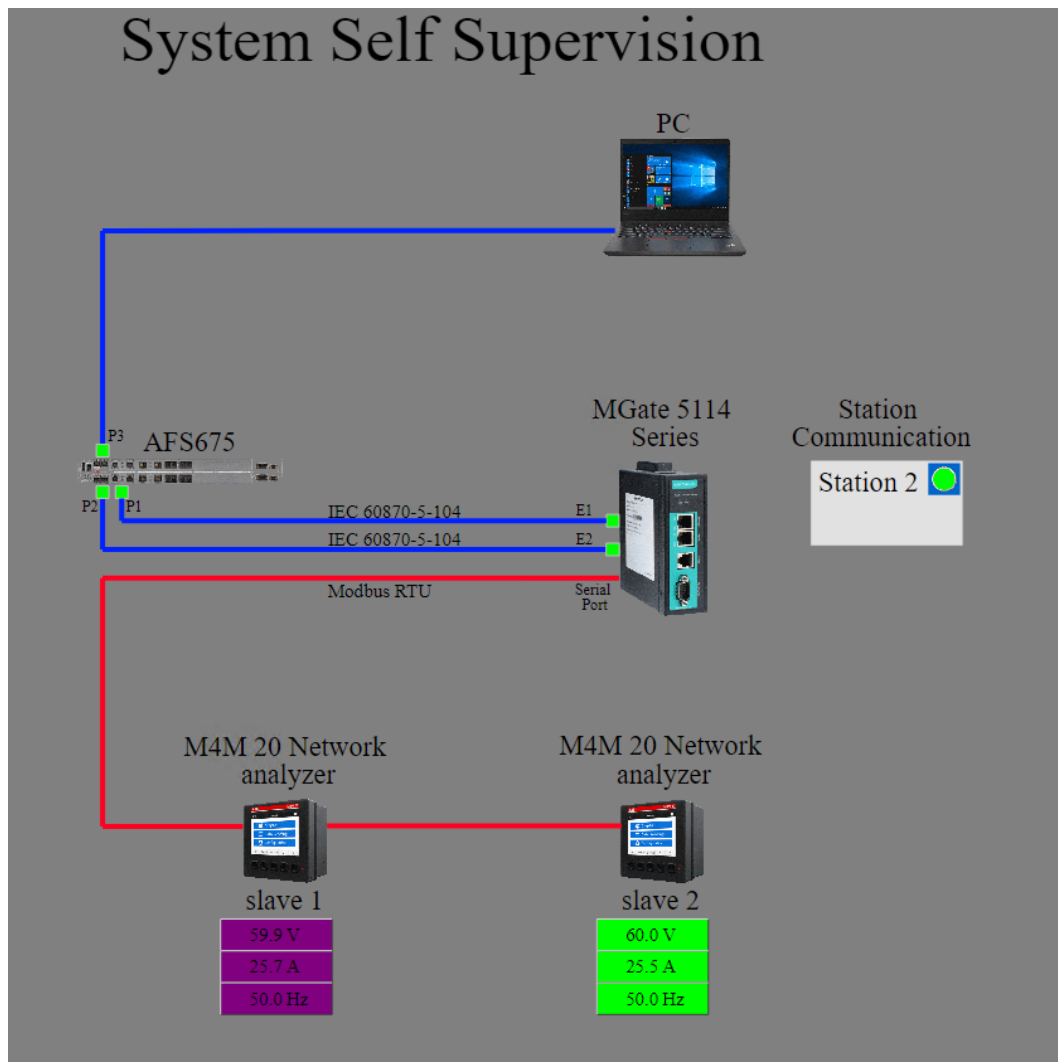 System Self Supervision
PC
P3
AFS675
P2
P1
MGate 5114
Series
Station
Communication
Station 2
IEC 60870-5-104
E1
IEC 60870-5-104
E2
Modbus RTU
Serial
Port
M4M 20 Network
analyzer
M4M 20 Network
analyzer
slave 1
slave 2
59.9 V
25.7 A
50.0 Hz
60.0 V
25.5 A
50.0 Hz